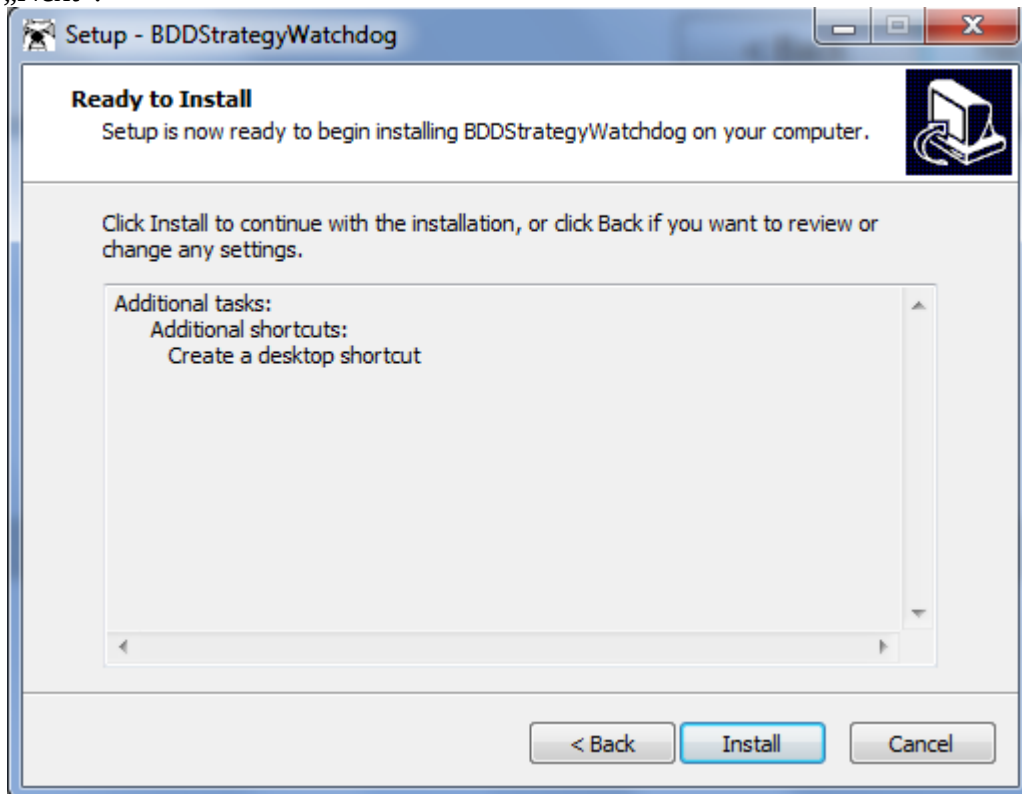 „Next“.
Setup - BDDStrategyWatchdog
Ready to Install
Setup is now ready to begin installing BDDStrategyWatchdog on your computer.
Click Install to continue with the installation, or click Back if you want to review or
change any settings.
Additional tasks:
Additional shortcuts:
Create a desktop shortcut
< Back Install Cancel